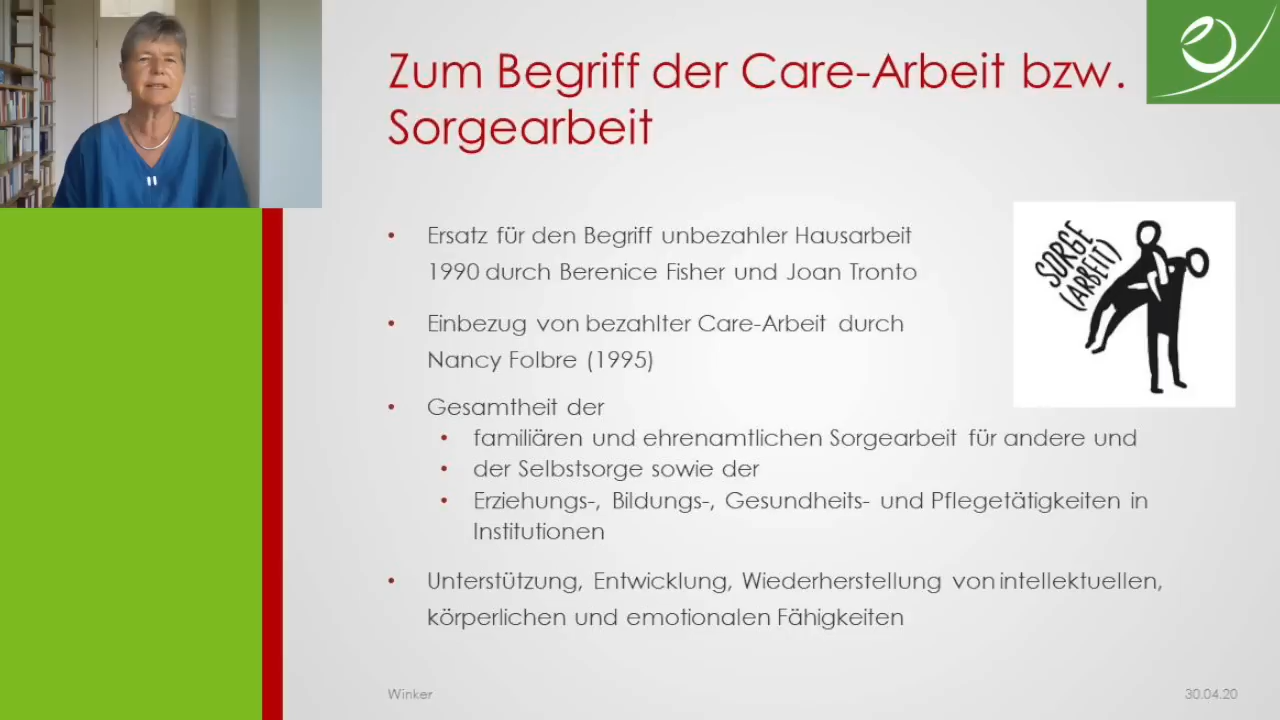 Zum Begriff der Care-Arbeit bzw.
Sorgearbeit
• Ersatz für den Begriff unbezahler Hausarbeit
1990 durch Berenice Fisher und Joan Tronto
• Einbezug von bezahlter Care-Arbeit durch
Nancy Folbre (1995)
SORGE
(ARBEIT)
• Gesamtheit der
• familiären und ehrenamtlichen Sorgearbeit für andere und
• der Selbstsorge sowie der
• Erziehungs-, Bildungs-, Gesundheits- und Pflegetätigkeiten in
Institutionen
• Unterstützung, Entwicklung, Wiederherstellung von intellektuellen,
körperlichen und emotionalen Fähigkeiten
Winker
30.04.20